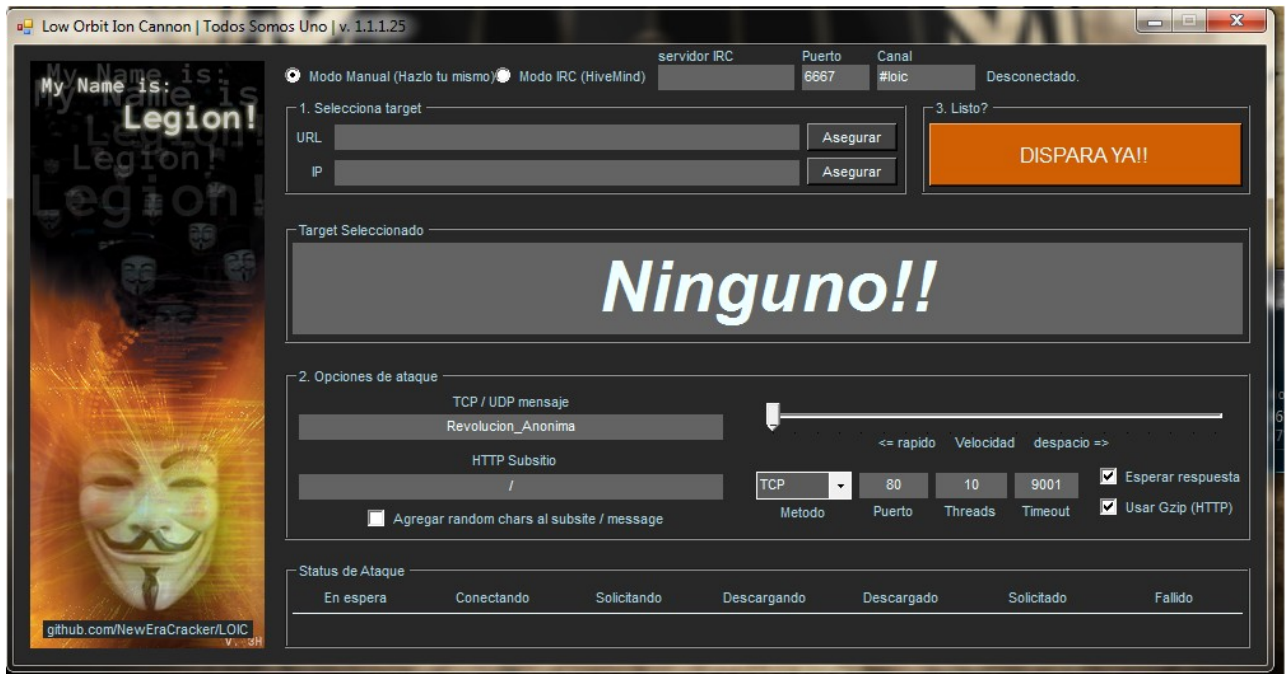 Low Orbit Ion Cannon | Todos Somos Uno | v. 1.1.1.25
My Name is:
Legion!
Legion!
Legion!
github.com/NewEraCracker/LOIC
Modo Manual (Hazlo tu mismo) Modo IRC (HiveMind)
servidor IRC Puerto Canal
6667 #loic Desconectado.
1. Selecciona target
URL Asegurar
IP Asegurar
3. Listo?
DISPARA YA!!
Target Seleccionado
Ninguno!!
2. Opciones de ataque
TCP / UDP mensaje
Revolucion_Anonima
HTTP Subsitio
/
Agregar random chars al subsite / message
<= rapido Velocidad despacio =>
TCP 80 10 9001 Esperar respuesta
Metodo Puerto Threads Timeout Usar Gzip (HTTP)
Status de Ataque
En espera Conectando Solicitando Descargando Descargado Solicitado Fallido